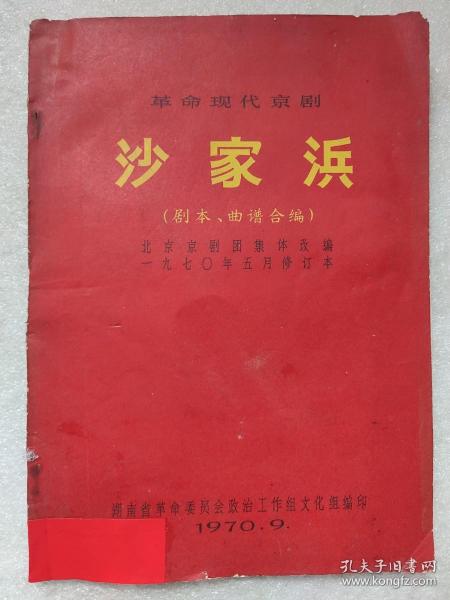 革命现代京剧
沙家浜
(剧本、曲谱合编)
北京京剧团集体改编
一九七〇年五月修订本
湖南省革命委员会政治工作组文化组编印
1970.9.
孔夫子旧书网
www.kongfz.com